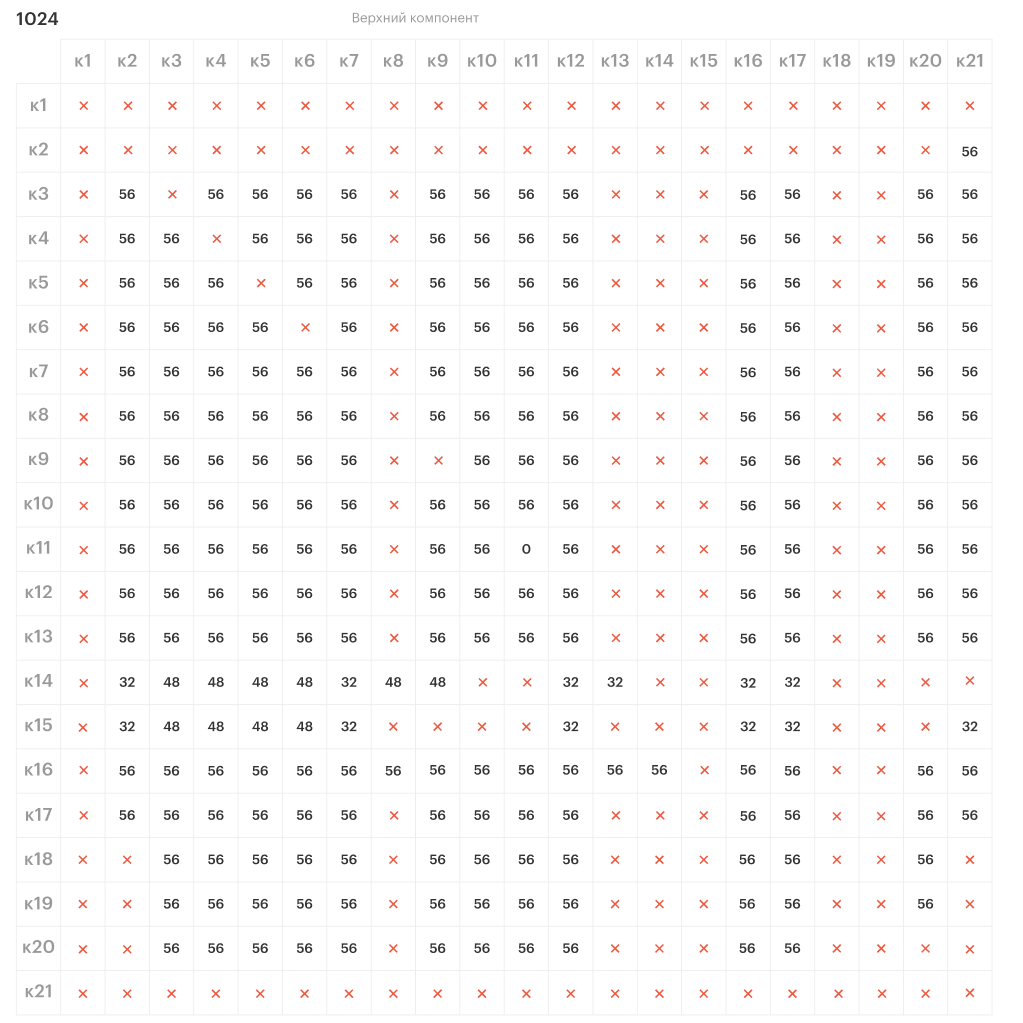 1024 Верхний компонент
к1 к2 к3 к4 к5 к6 к7 к8 к9 к10 к11 к12 к13 к14 к15 к16 к17 к18 к19 к20 к21
к1 × × × × × × × × × × × × × × × × × × × × ×
к2 × × × × × × × × × × × × × × × × × × × × 56
к3 × 56 × 56 56 56 56 × 56 56 56 56 × × × 56 56 × × 56 56
к4 × 56 56 × 56 56 56 × 56 56 56 56 × × × 56 56 × × 56 56
к5 × 56 56 56 × 56 56 × 56 56 56 56 × × × 56 56 × × 56 56
к6 × 56 56 56 56 × 56 × 56 56 56 56 × × × 56 56 × × 56 56
к7 × 56 56 56 56 56 56 × 56 56 56 56 × × × 56 56 × × 56 56
к8 × 56 56 56 56 56 56 × 56 56 56 56 × × × 56 56 × × 56 56
к9 × 56 56 56 56 56 56 × × 56 56 56 × × × 56 56 × × 56 56
к10 × 56 56 56 56 56 56 × 56 56 56 56 × × × 56 56 × × 56 56
к11 × 56 56 56 56 56 56 × 56 56 0 56 × × × 56 56 × × 56 56
к12 × 56 56 56 56 56 56 × 56 56 56 56 × × × 56 56 × × 56 56
к13 × 56 56 56 56 56 56 × 56 56 56 56 × × × 56 56 × × 56 56
к14 × 32 48 48 48 48 32 48 48 × × 32 32 × × 32 32 × × × ×
к15 × 32 48 48 48 48 32 × × × × 32 × × × 32 32 × × × 32
к16 × 56 56 56 56 56 56 56 56 56 56 56 56 56 × 56 56 × × 56 56
к17 × 56 56 56 56 56 56 × 56 56 56 56 × × × 56 56 × × 56 56
к18 × × 56 56 56 56 56 × 56 56 56 56 × × × 56 56 × × 56 ×
к19 × × 56 56 56 56 56 × 56 56 56 56 × × × 56 56 × × 56 ×
к20 × × 56 56 56 56 56 × 56 56 56 56 × × × 56 56 × × × ×
к21 × × × × × × × × × × × × × × × × × × × × ×